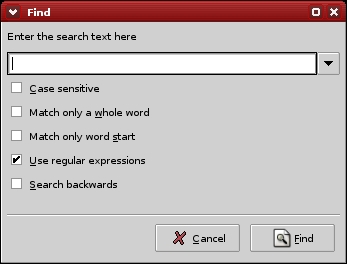 Find
Enter the search text here
Case sensitive
Match only a whole word
Match only word start
Use regular expressions
Search backwards
Cancel
Find